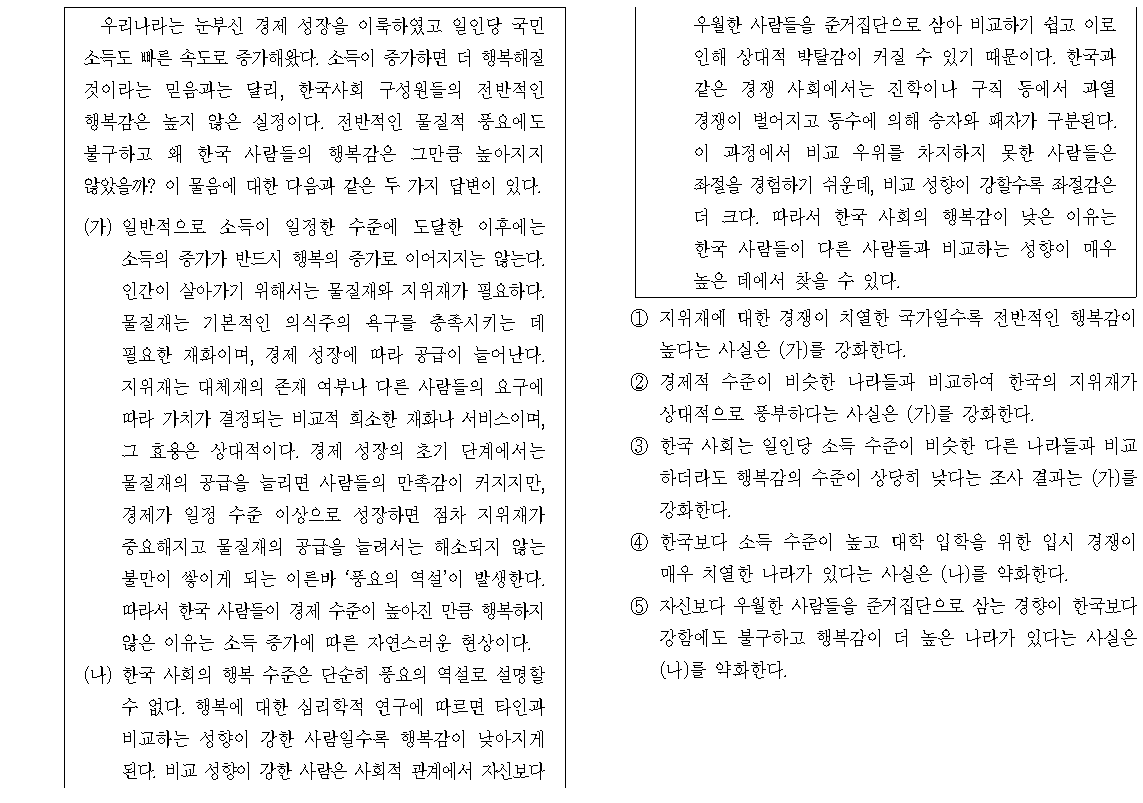 우리나라는 눈부신 경제 성장을 이룩하였고 일인당 국민
소득도 빠른 속도로 증가해왔다. 소득이 증가하면 더 행복해질
것이라는 믿음과는 달리, 한국사회 구성원들의 전반적인
행복감은 높지 않은 실정이다. 전반적인 물질적 풍요에도
불구하고 왜 한국 사람들의 행복감은 그만큼 높아지지
않았을까? 이 물음에 대한 다음과 같은 두 가지 답변이 있다.
(가) 일반적으로 소득이 일정한 수준에 도달한 이후에는
소득의 증가가 반드시 행복의 증가로 이어지지는 않는다.
인간이 살아가기 위해서는 물질재와 지위재가 필요하다.
물질재는 기본적인 의식주의 욕구를 충족시키는 데
필요한 재화이며, 경제 성장에 따라 공급이 늘어난다.
지위재는 대체재의 존재 여부나 다른 사람들의 요구에
따라 가치가 결정되는 비교적 희소한 재화나 서비스이며,
그 효용은 상대적이다. 경제 성장의 초기 단계에서는
물질재의 공급을 늘리면 사람들의 만족감이 커지지만,
경제가 일정 수준 이상으로 성장하면 점차 지위재가
중요해지고 물질재의 공급을 늘려서는 해소되지 않는
불만이 쌓이게 되는 이른바 ‘풍요의 역설’이 발생한다.
따라서 한국 사람들이 경제 수준이 높아진 만큼 행복하지
않은 이유는 소득 증가에 따른 자연스러운 현상이다.
(나) 한국 사회의 행복 수준은 단순히 풍요의 역설로 설명할
수 없다. 행복에 대한 심리학적 연구에 따르면 타인과
비교하는 성향이 강한 사람일수록 행복감이 낮아지게
된다. 비교 성향이 강한 사람은 사회적 관계에서 자신보다
우월한 사람들을 준거집단으로 삼아 비교하기 쉽고 이로
인해 상대적 박탈감이 커질 수 있기 때문이다. 한국과
같은 경쟁 사회에서는 진학이나 구직 등에서 과열
경쟁이 벌어지고 등수에 의해 승자와 패자가 구분된다.
이 과정에서 비교 우위를 차지하지 못한 사람들은
좌절을 경험하기 쉬운데, 비교 성향이 강할수록 좌절감은
더 크다. 따라서 한국 사회의 행복감이 낮은 이유는
한국 사람들이 다른 사람들과 비교하는 성향이 매우
높은 데에서 찾을 수 있다.
① 지위재에 대한 경쟁이 치열한 국가일수록 전반적인 행복감이
높다는 사실은 (가)를 강화한다.
② 경제적 수준이 비슷한 나라들과 비교하여 한국의 지위재가
상대적으로 풍부하다는 사실은 (가)를 강화한다.
③ 한국 사회는 일인당 소득 수준이 비슷한 다른 나라들과 비교
하더라도 행복감의 수준이 상당히 낮다는 조사 결과는 (가)를
강화한다.
④ 한국보다 소득 수준이 높고 대학 입학을 위한 입시 경쟁이
매우 치열한 나라가 있다는 사실은 (나)를 약화한다.
⑤ 자신보다 우월한 사람들을 준거집단으로 삼는 경향이 한국보다
강함에도 불구하고 행복감이 더 높은 나라가 있다는 사실은
(나)를 약화한다.